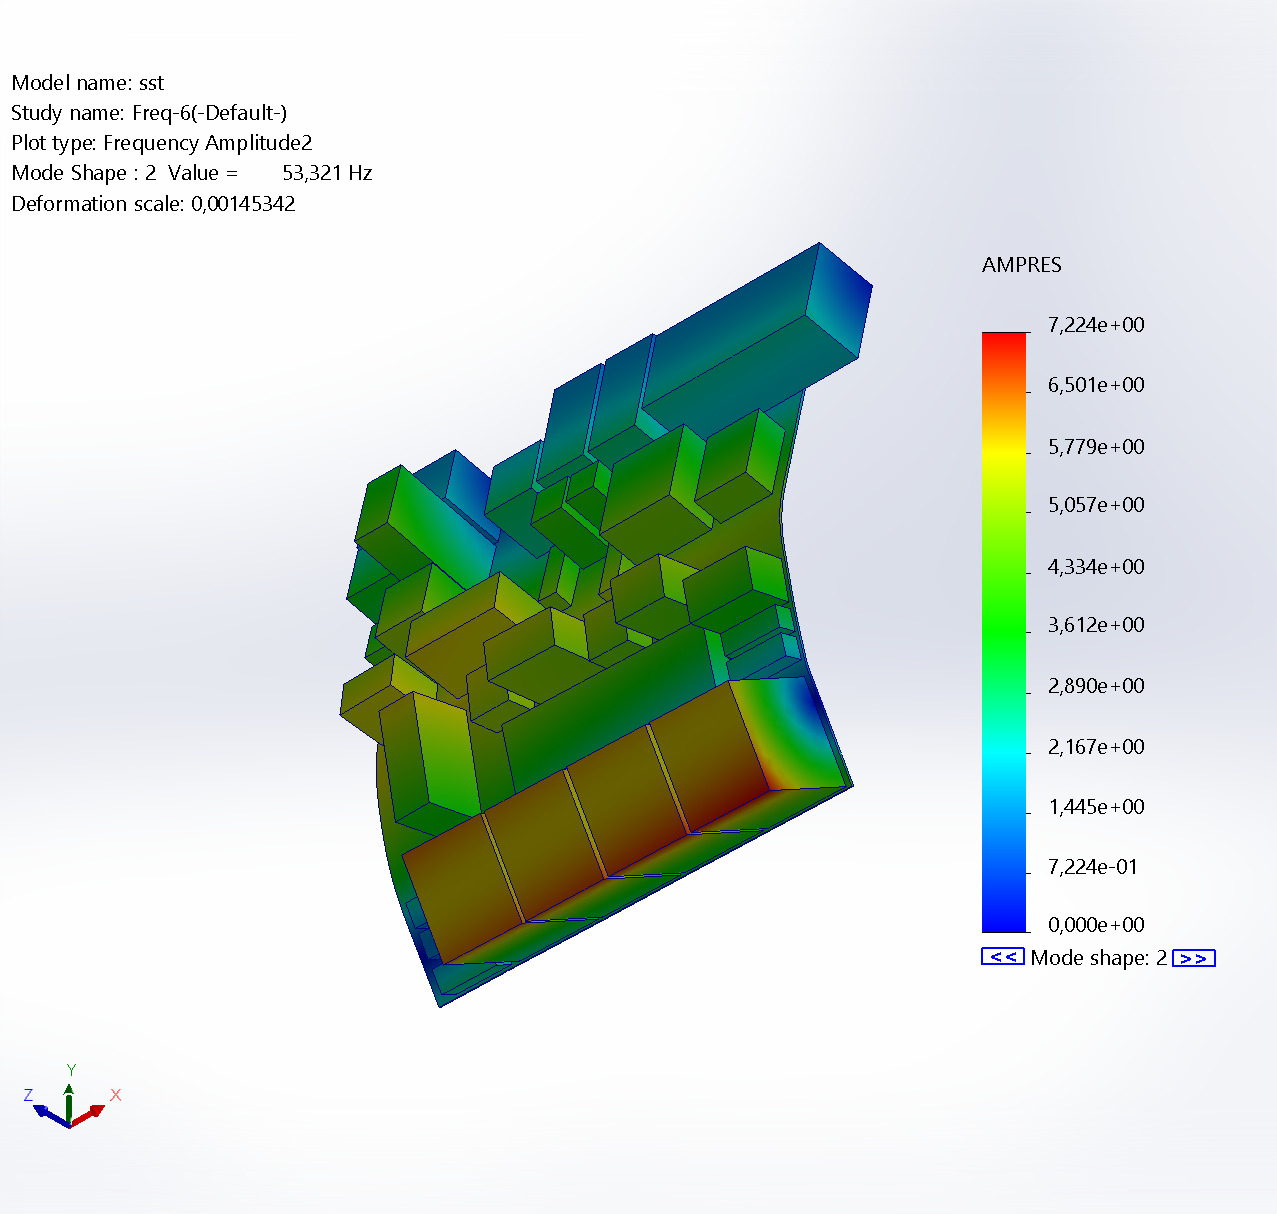 Model name: sst
Study name: Freq-6(-Default-)
Plot type: Frequency Amplitude2
Mode Shape : 2 Value = 53,321 Hz
Deformation scale: 0,00145342
AMPRES
7,224e+00
6,501e+00
5,779e+00
5,057e+00
4,334e+00
3,612e+00
2,890e+00
2,167e+00
1,445e+00
7,224e-01
0,000e+00
<< Mode shape: 2 >>
Y
Z X